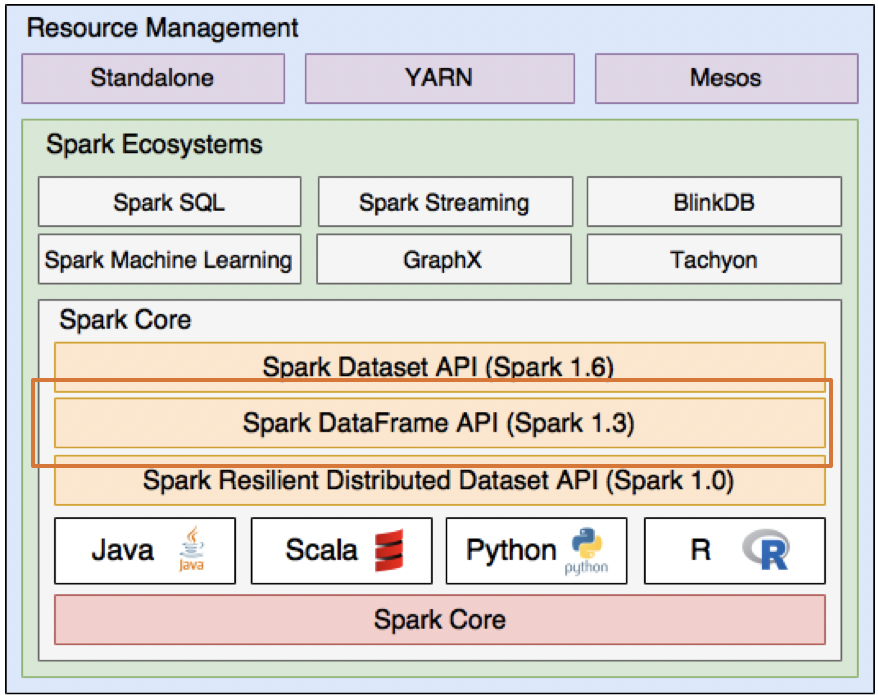 Resource Management
Standalone
YARN
Mesos
Spark Ecosystems
Spark SQL
Spark Streaming
BlinkDB
Spark Machine Learning
GraphX
Tachyon
Spark Core
Spark Dataset API (Spark 1.6)
Spark DataFrame API (Spark 1.3)
Spark Resilient Distributed Dataset API (Spark 1.0)
Java
java
Scala
Python
python
R
R
Spark Core